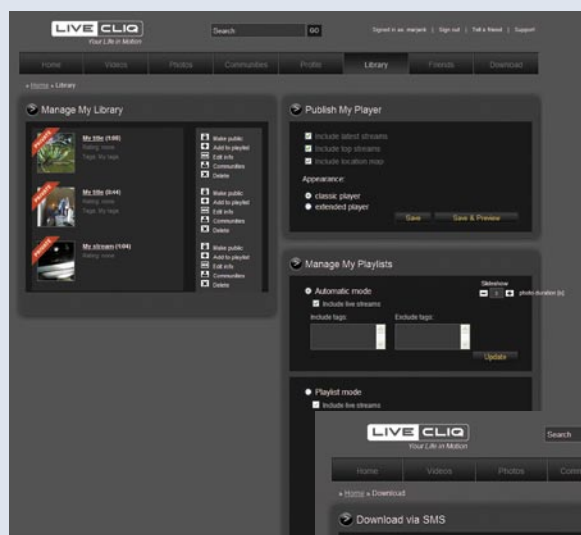 LIVE CLIQ
Your Life in Motion
Search GO
Signed in as: marjank | Sign out | Tell a friend | Support
Home Videos Photos Communities Profile Library Friends Download
» Home » Library
Manage My Library
PRIVATE
My title (1:00)
Rating: none
Tags: My tags
Make public
Add to playlist
Edit info
Communities
Delete
PRIVATE
My title (0:44)
Rating: none
Tags: My tags
Make public
Add to playlist
Edit info
Communities
Delete
PRIVATE
My stream (1:04)
Rating: none
Make public
Add to playlist
Edit info
Communities
Delete
Publish My Player
Include latest streams
Include top streams
Include location map
Appearance:
classic player
extended player
Save Save & Preview
Manage My Playlists
Automatic mode
Include live streams
Slideshow
photo duration [s]
Include tags: Exclude tags:
Update
Playlist mode
Include live streams
LIVE CLIQ
Your Life in Motion
Search
Home Videos Photos Comm
» Home » Download
Download via SMS